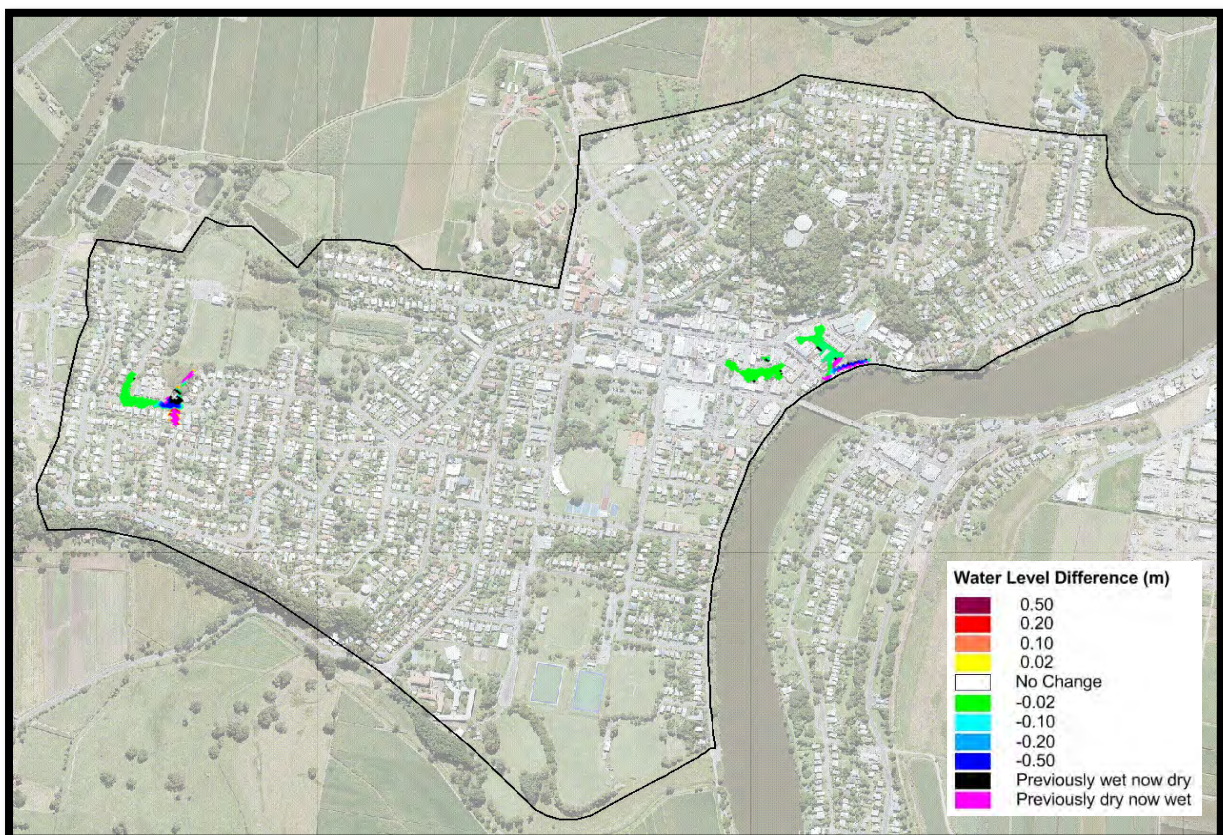 Water Level Difference (m)
0.50
0.20
0.10
0.02
No Change
-0.02
-0.10
-0.20
-0.50
Previously wet now dry
Previously dry now wet